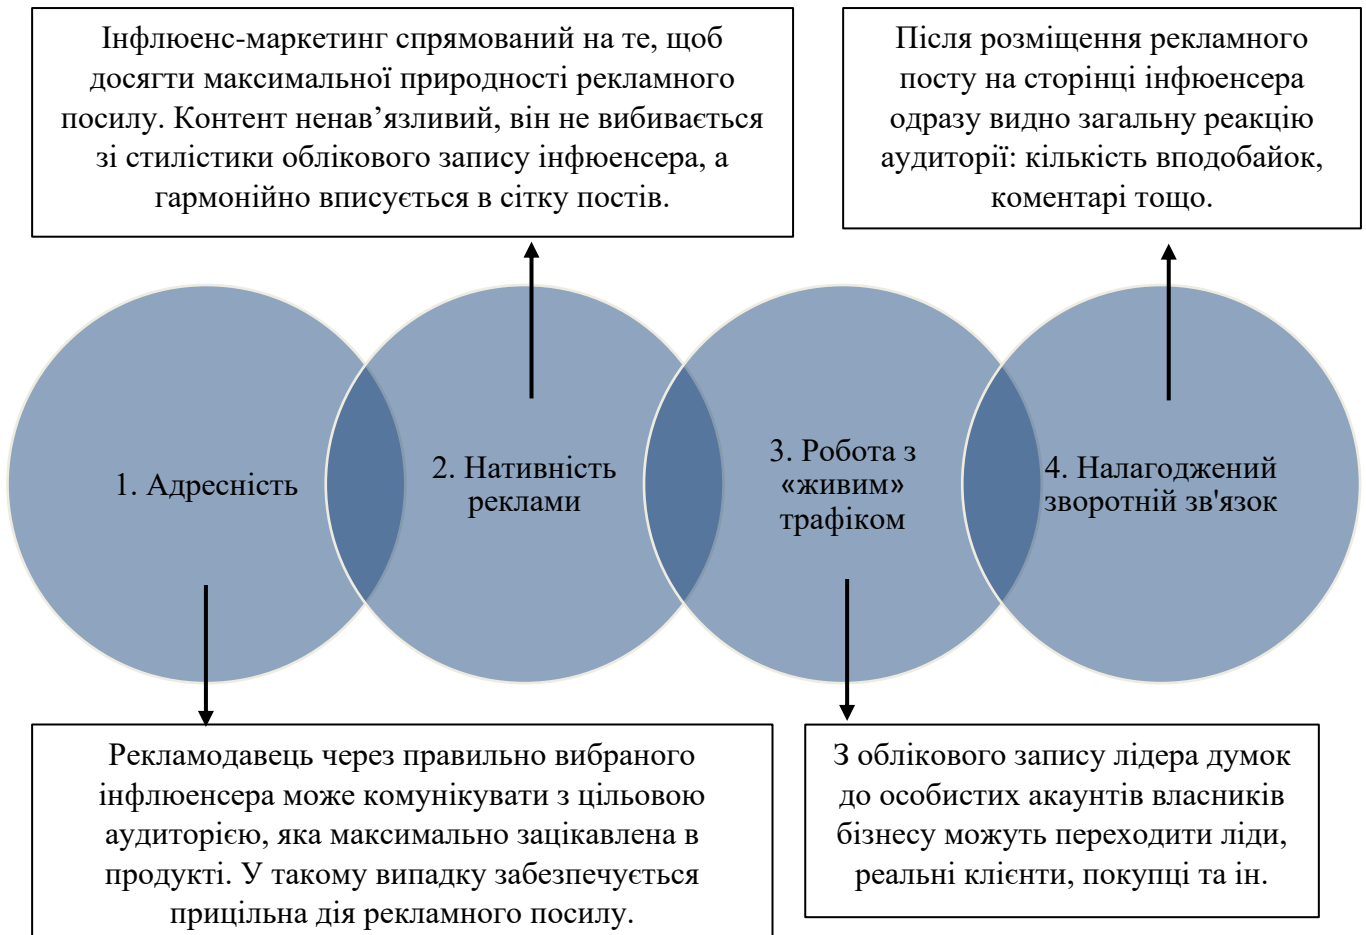 Інфлюенс-маркетинг спрямований на те, щоб
досягти максимальної природності рекламного
посилу. Контент ненав’язливий, він не вибивається
зі стилістики облікового запису інфюенсера, а
гармонійно вписується в сітку постів.
Після розміщення рекламного
посту на сторінці інфюенсера
одразу видно загальну реакцію
аудиторії: кількість вподобайок,
коментарі тощо.
1. Адресність
2. Нативність
реклами
3. Робота з
«живим»
трафіком
4. Налагоджений
зворотній зв'язок
Рекламодавець через правильно вибраного
інфлюенсера може комунікувати з цільовою
аудиторією, яка максимально зацікавлена в
продукті. У такому випадку забезпечується
прицільна дія рекламного посилу.
З облікового запису лідера думок
до особистих акаунтів власників
бізнесу можуть переходити ліди,
реальні клієнти, покупці та ін.